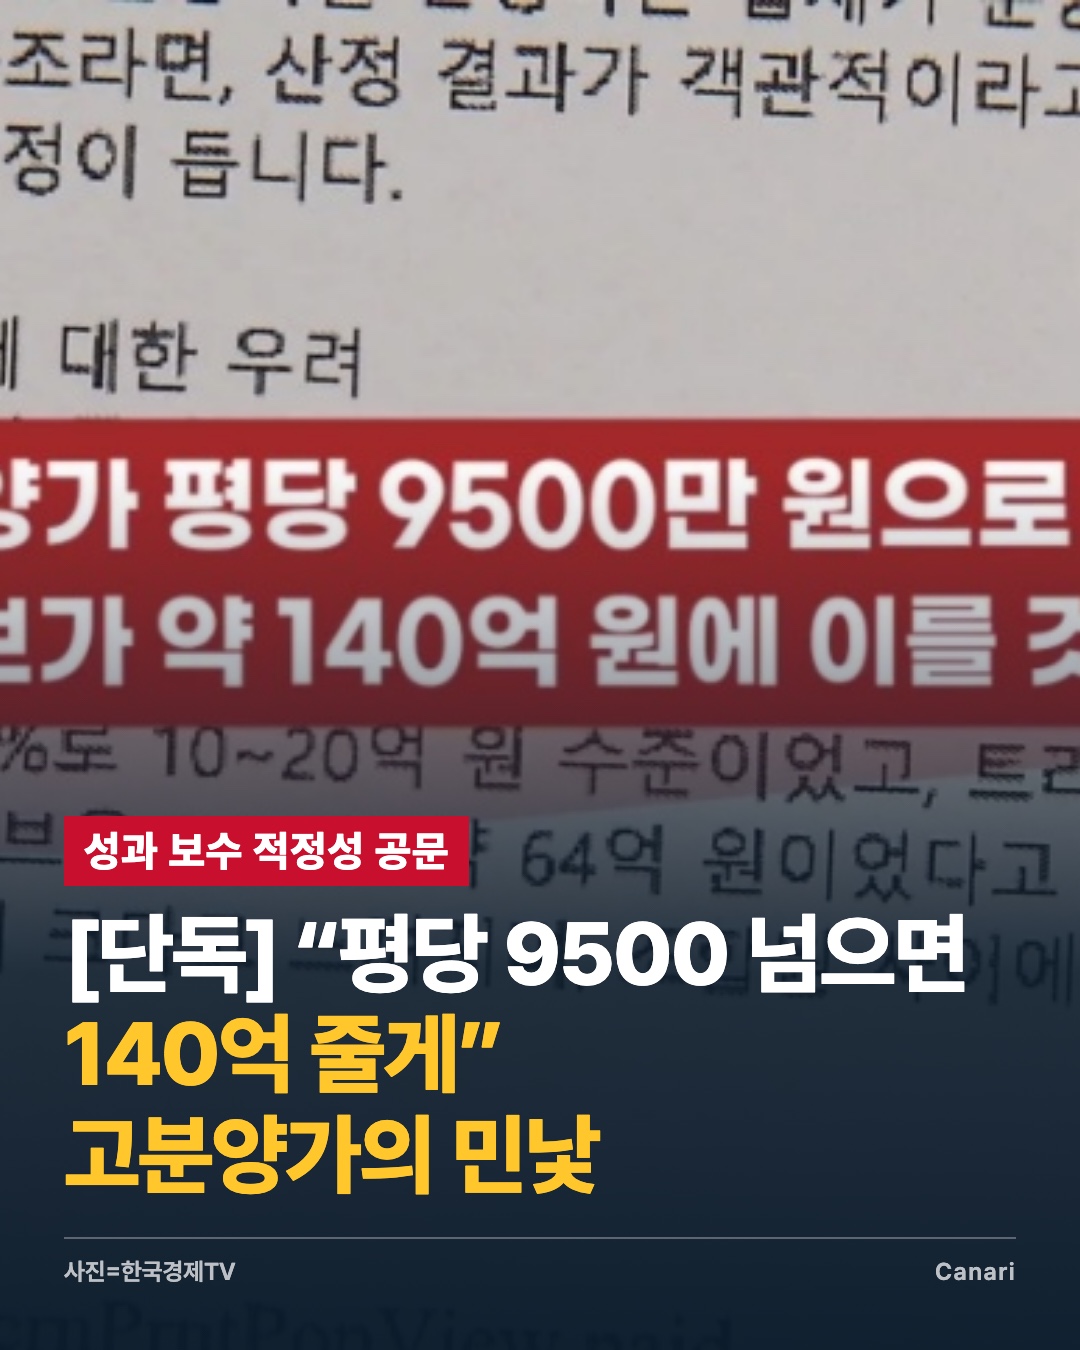 조라면, 산정 결과가 객관적이라고
정이 듭니다.
에 대한 우려
양가 평당 9500만 원으로
가 약 140억 원에 이를 것
%도 10~20억 원 수준이었고,
64억 원이었다고
성과 보수 적정성 공문
[단독] “평당 9500 넘으면
140억 줄게”
고분양가의 민낯
사진=한국경제TV
Canari